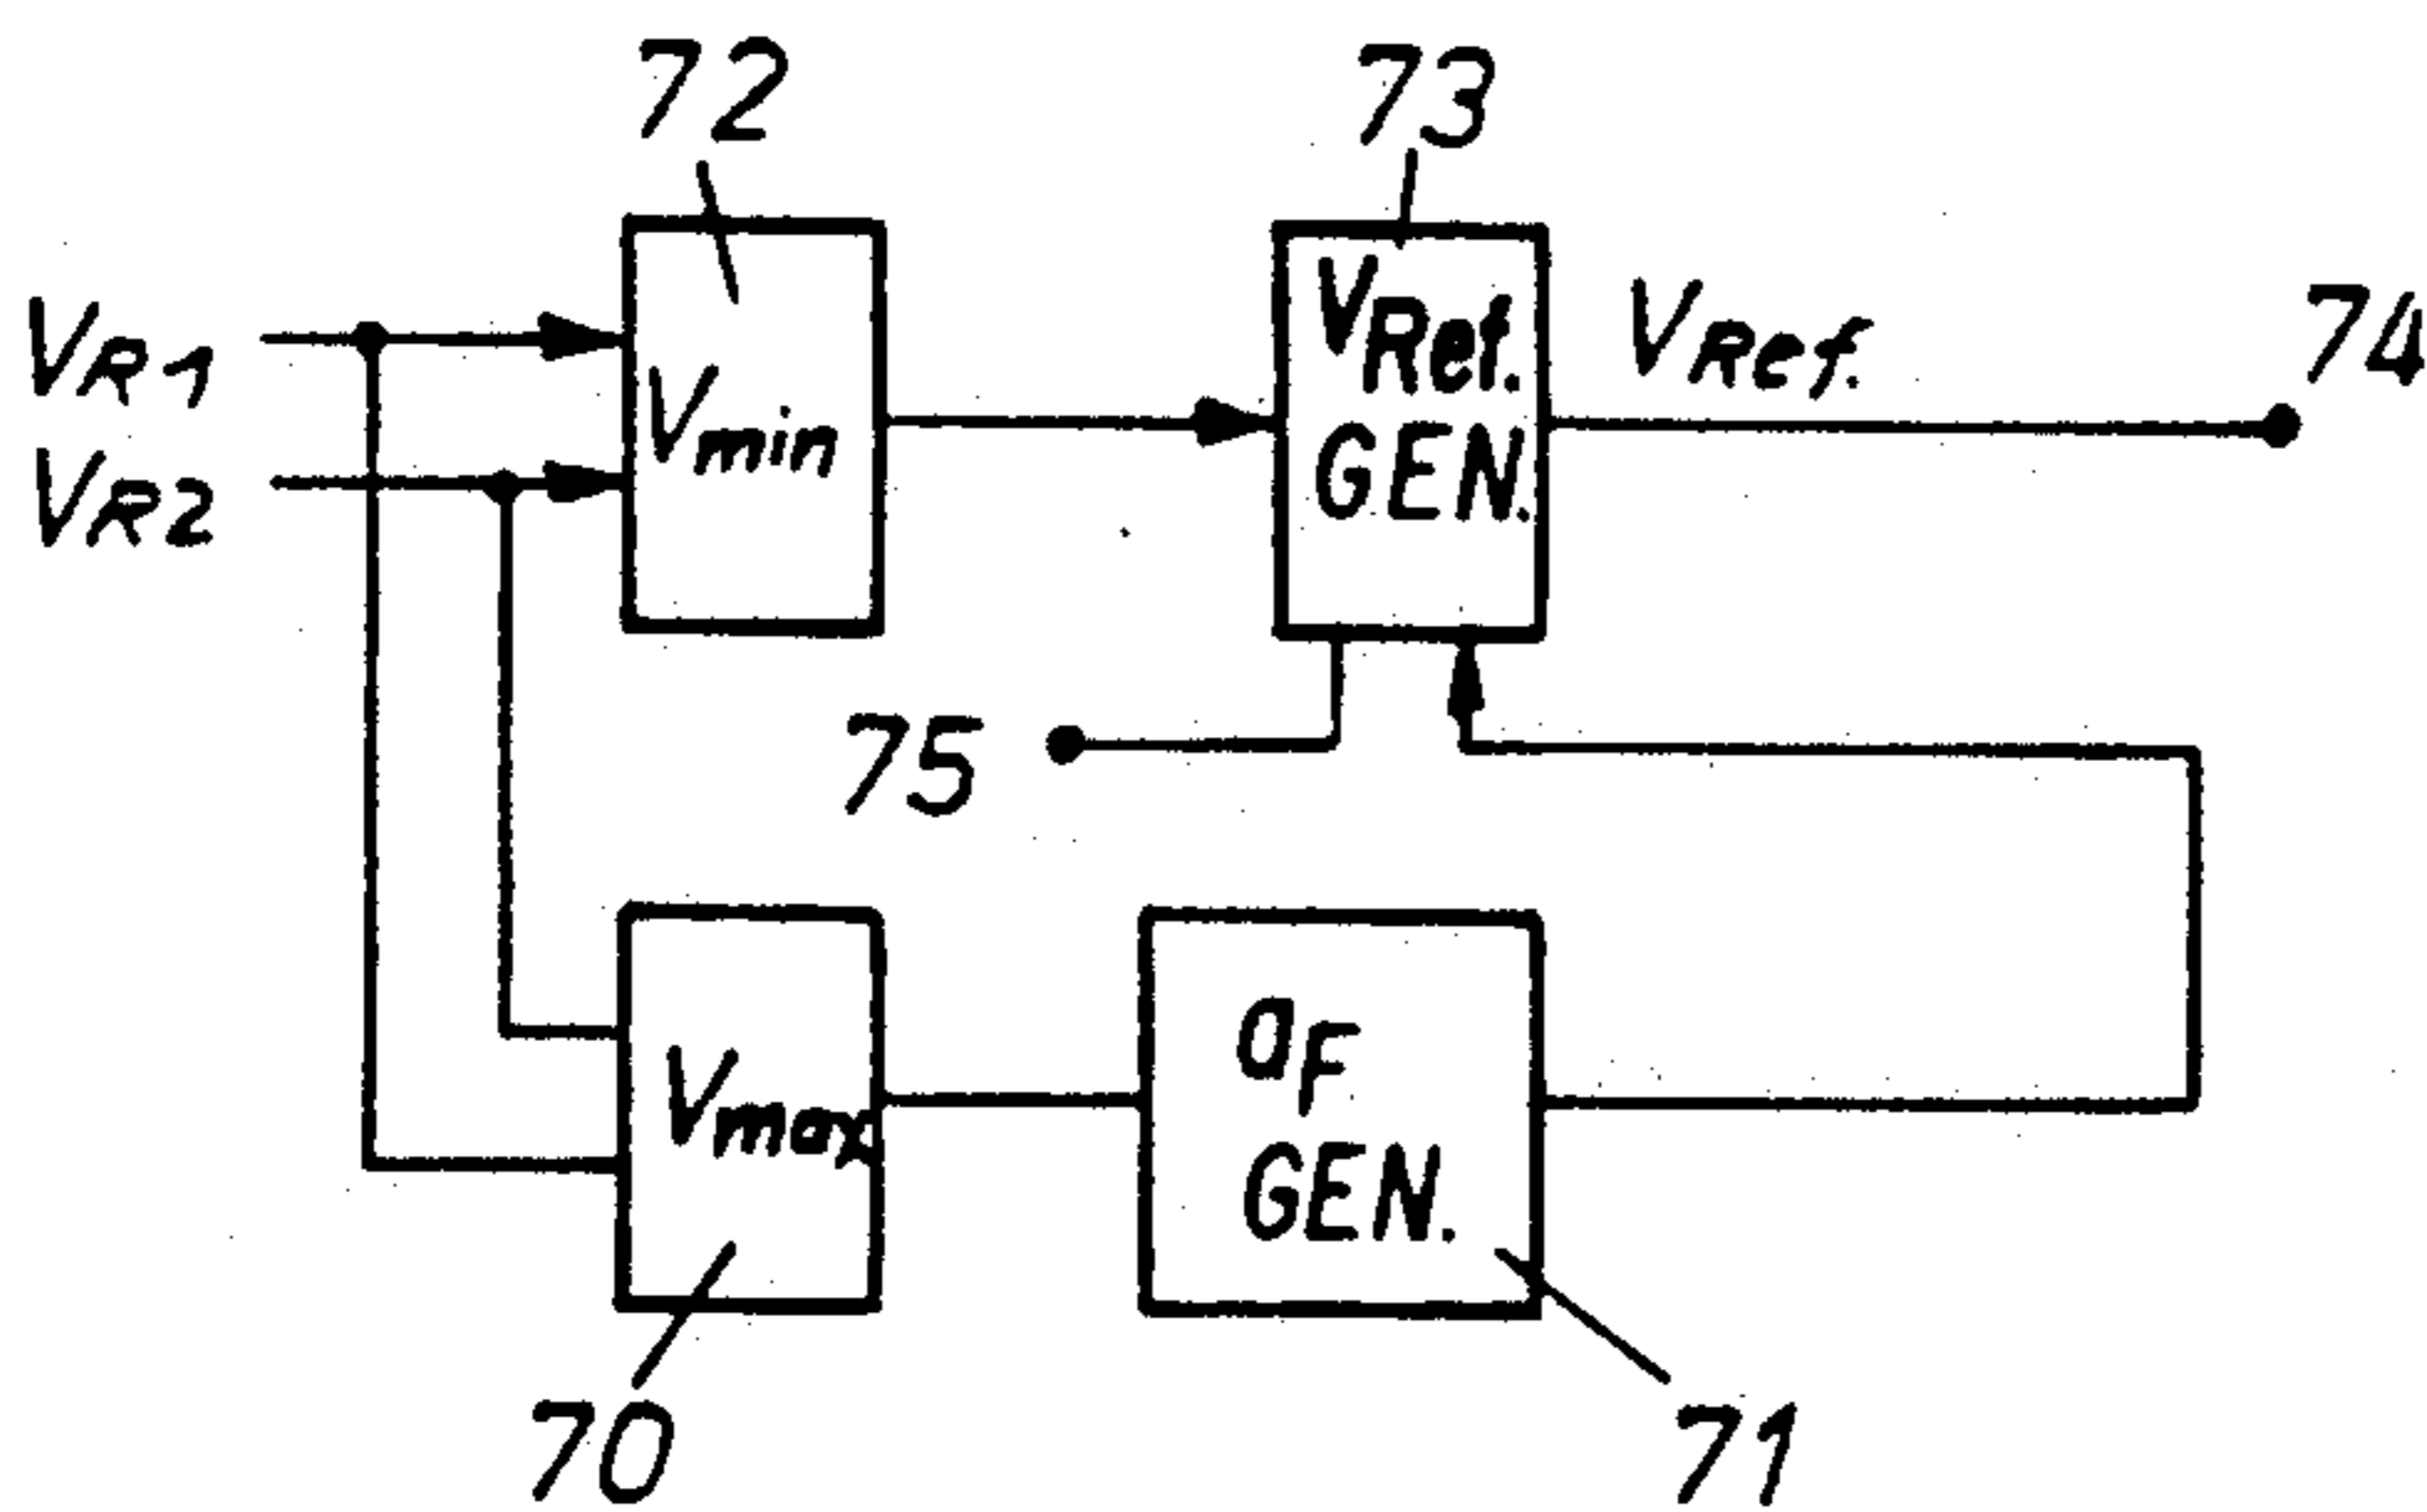 72
73
VR1
VR2
Vmin
VRef.
GEN.
VRef.
74
75
Vmax
aF
GEN.
70
71